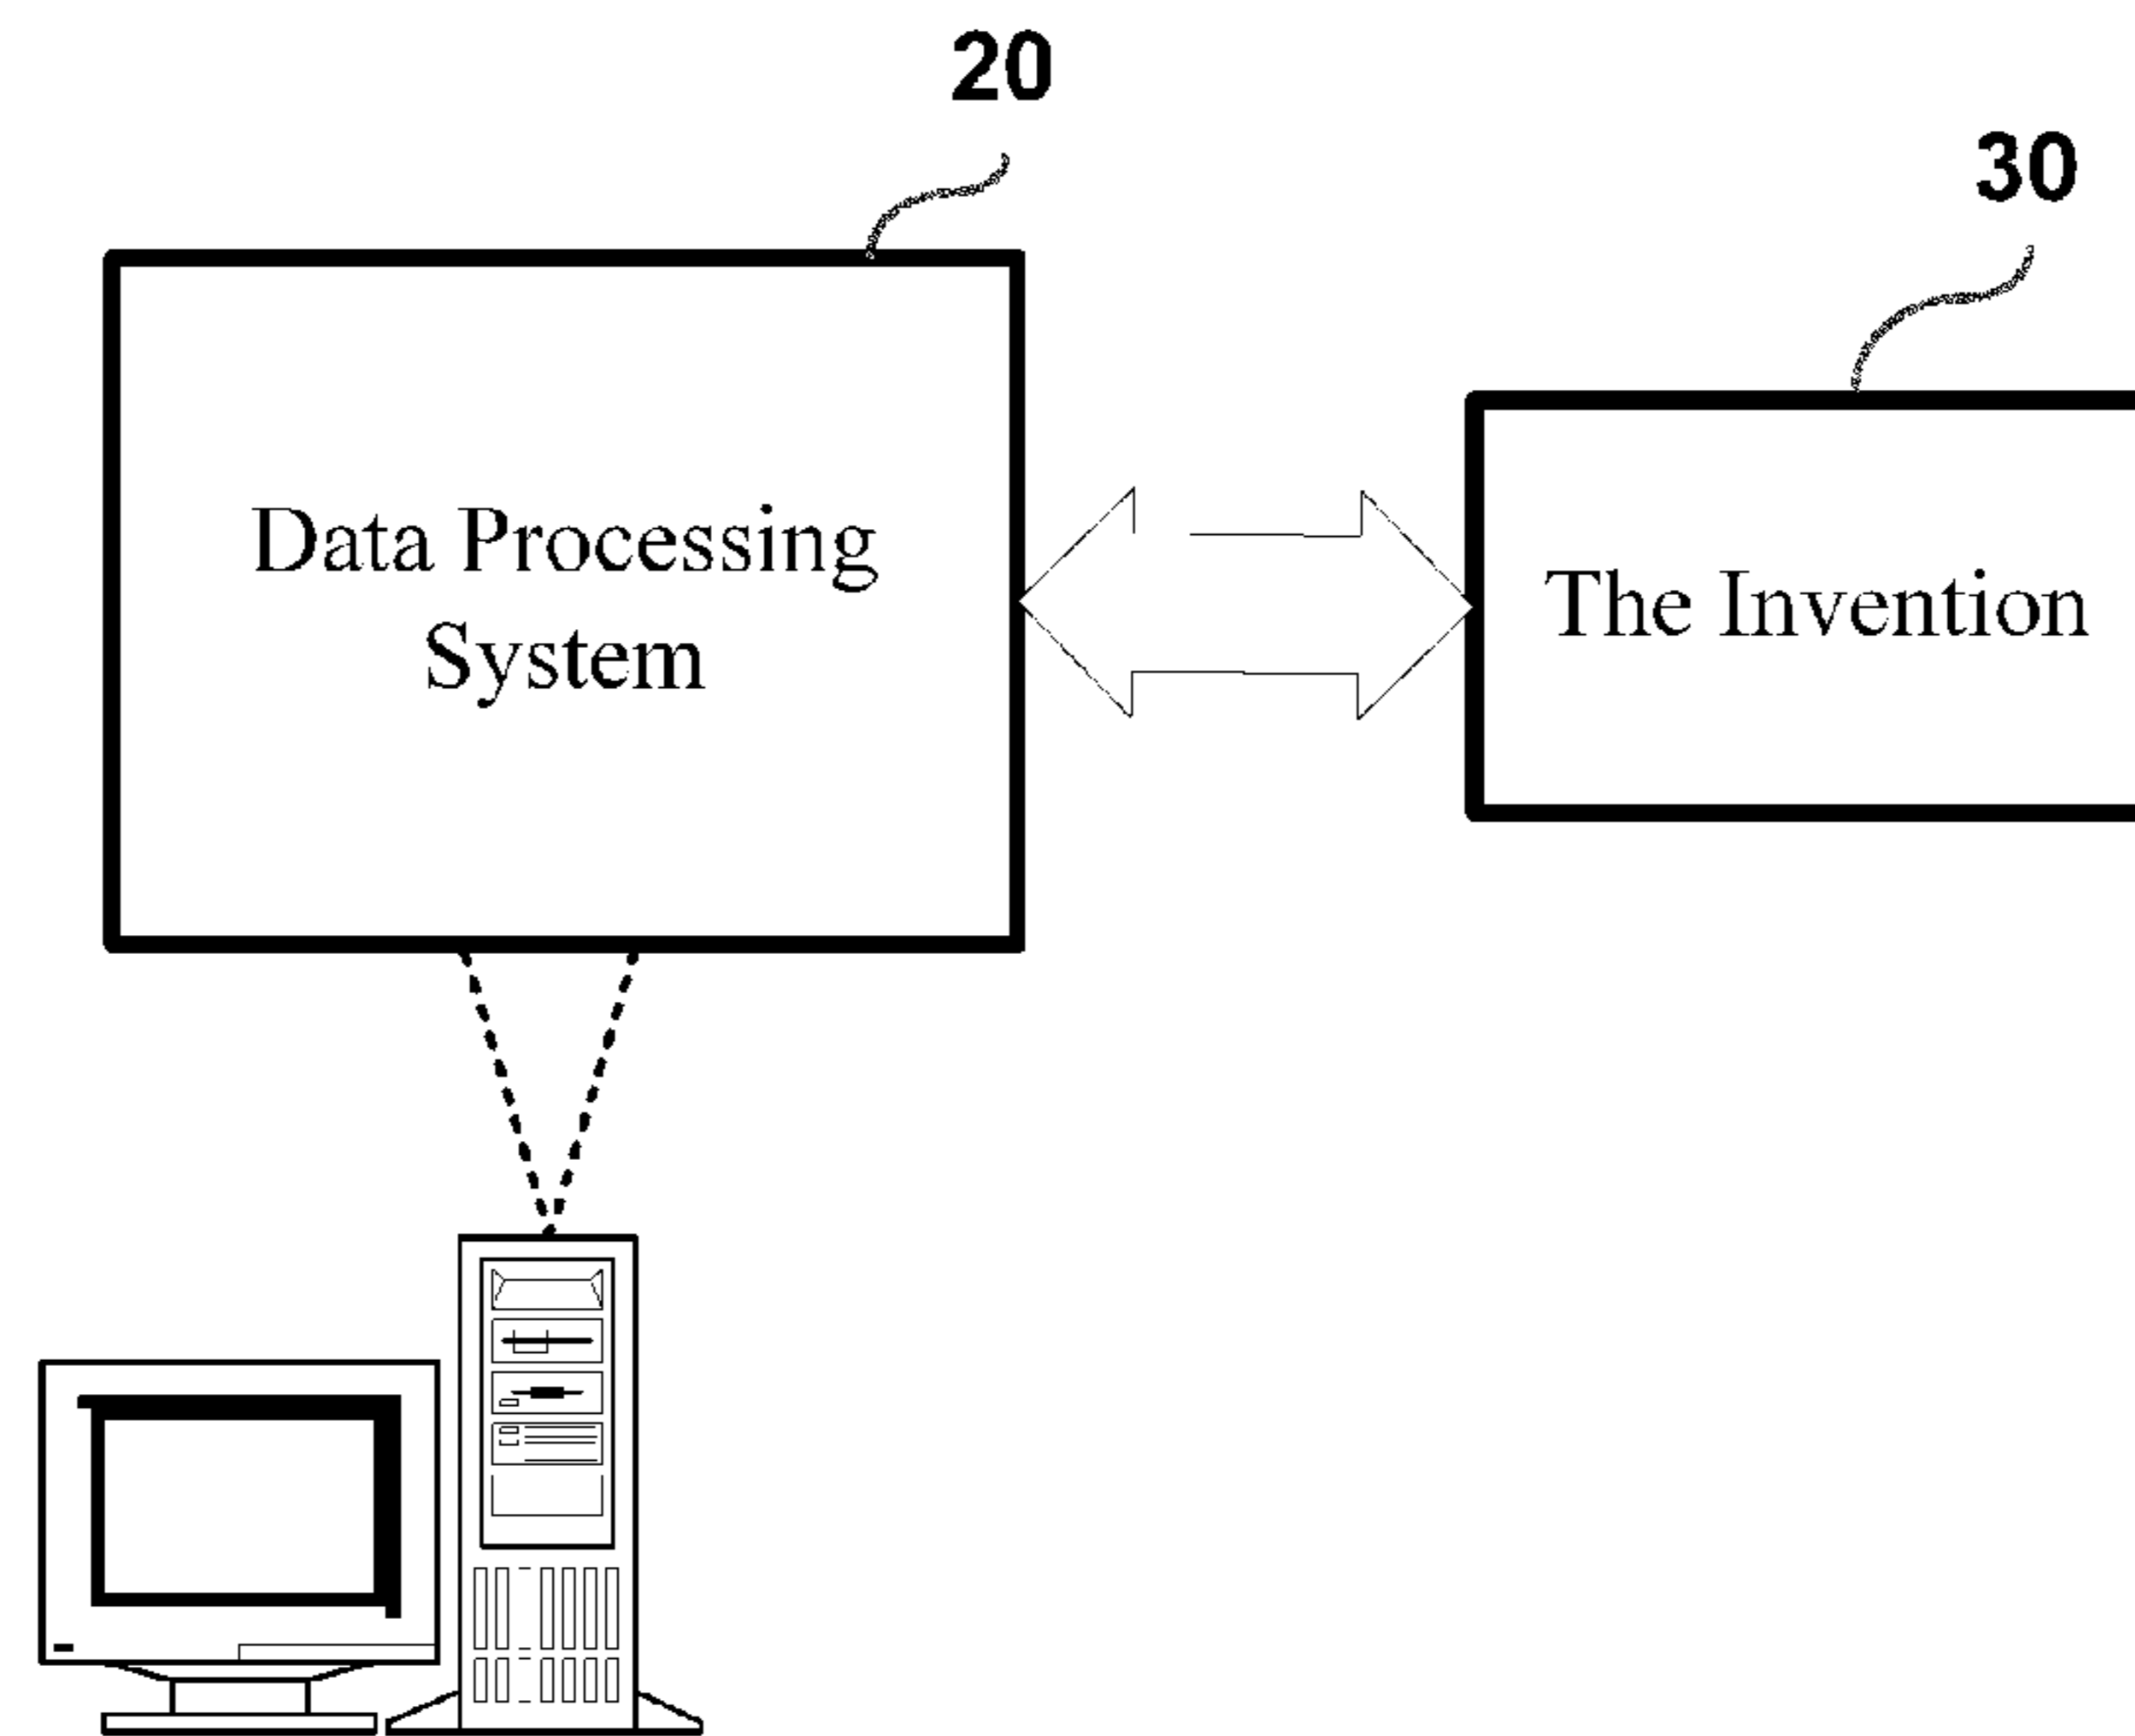 20
30
Data Processing
System
The Invention